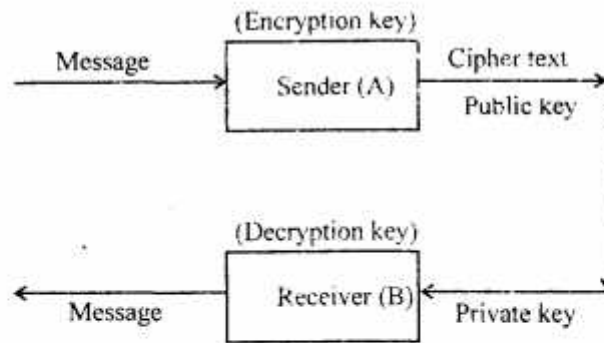 (Encryption key)
Message
Sender (A)
Cipher text
Public key
(Decryption key)
Receiver (B)
Message
Private key